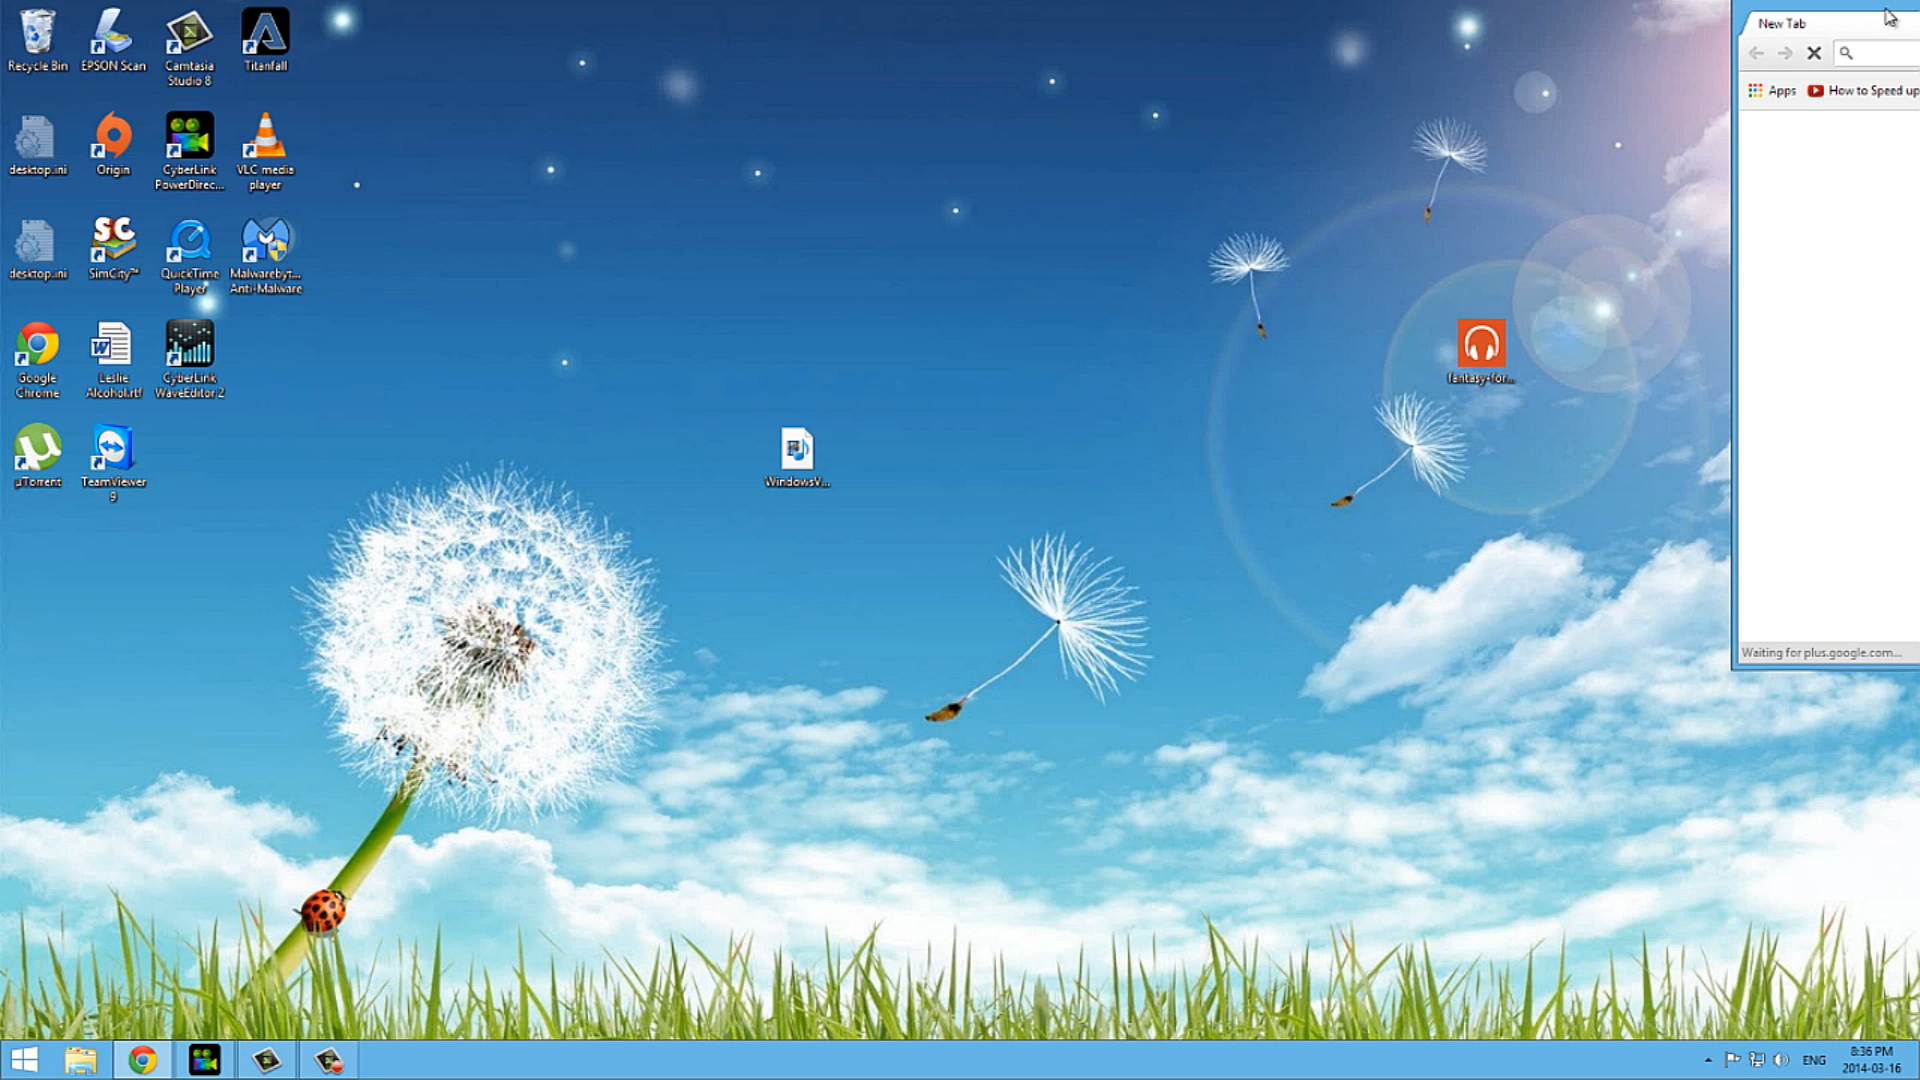 Recycle Bin
EPSON Scan
Camtasia
Studio 8
Titanfall
desktop.ini
Origin
CyberLink
PowerDirec...
VLC media
player
desktop.ini
SC
SimCity™
QuickTime
Player
Malwarebyt...
Anti-Malware
Google
Chrome
W
Leslie
Alcohol.rtf
CyberLink
WaveEditor 2
µTorrent
TeamViewer
9
WindowsV...
fantasy-for...
New Tab
Apps
How to Speed up
Waiting for plus.google.com...
ENG
8:36 PM
2014-03-16